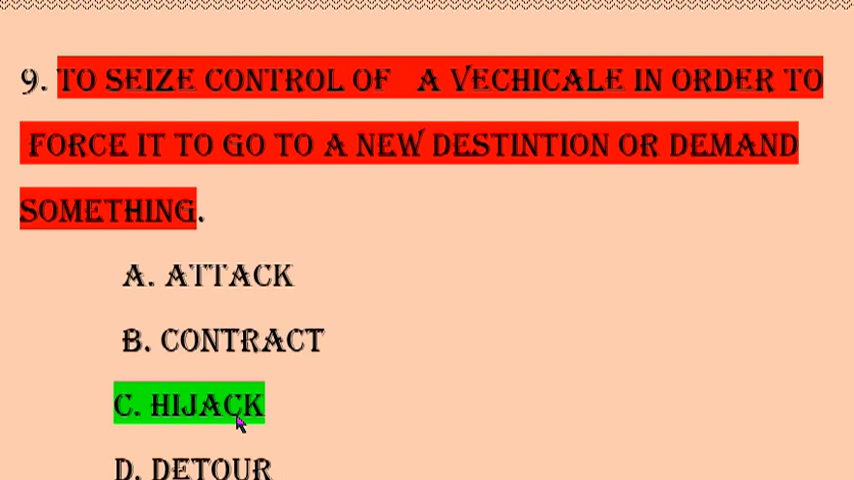 9. TO SEIZE CONTROL OF A VECHICALE IN ORDER TO
FORCE IT TO GO TO A NEW DESTINTION OR DEMAND
SOMETHING.
A. ATTACK
B. CONTRACT
C. HIJACK
D. DETOUR